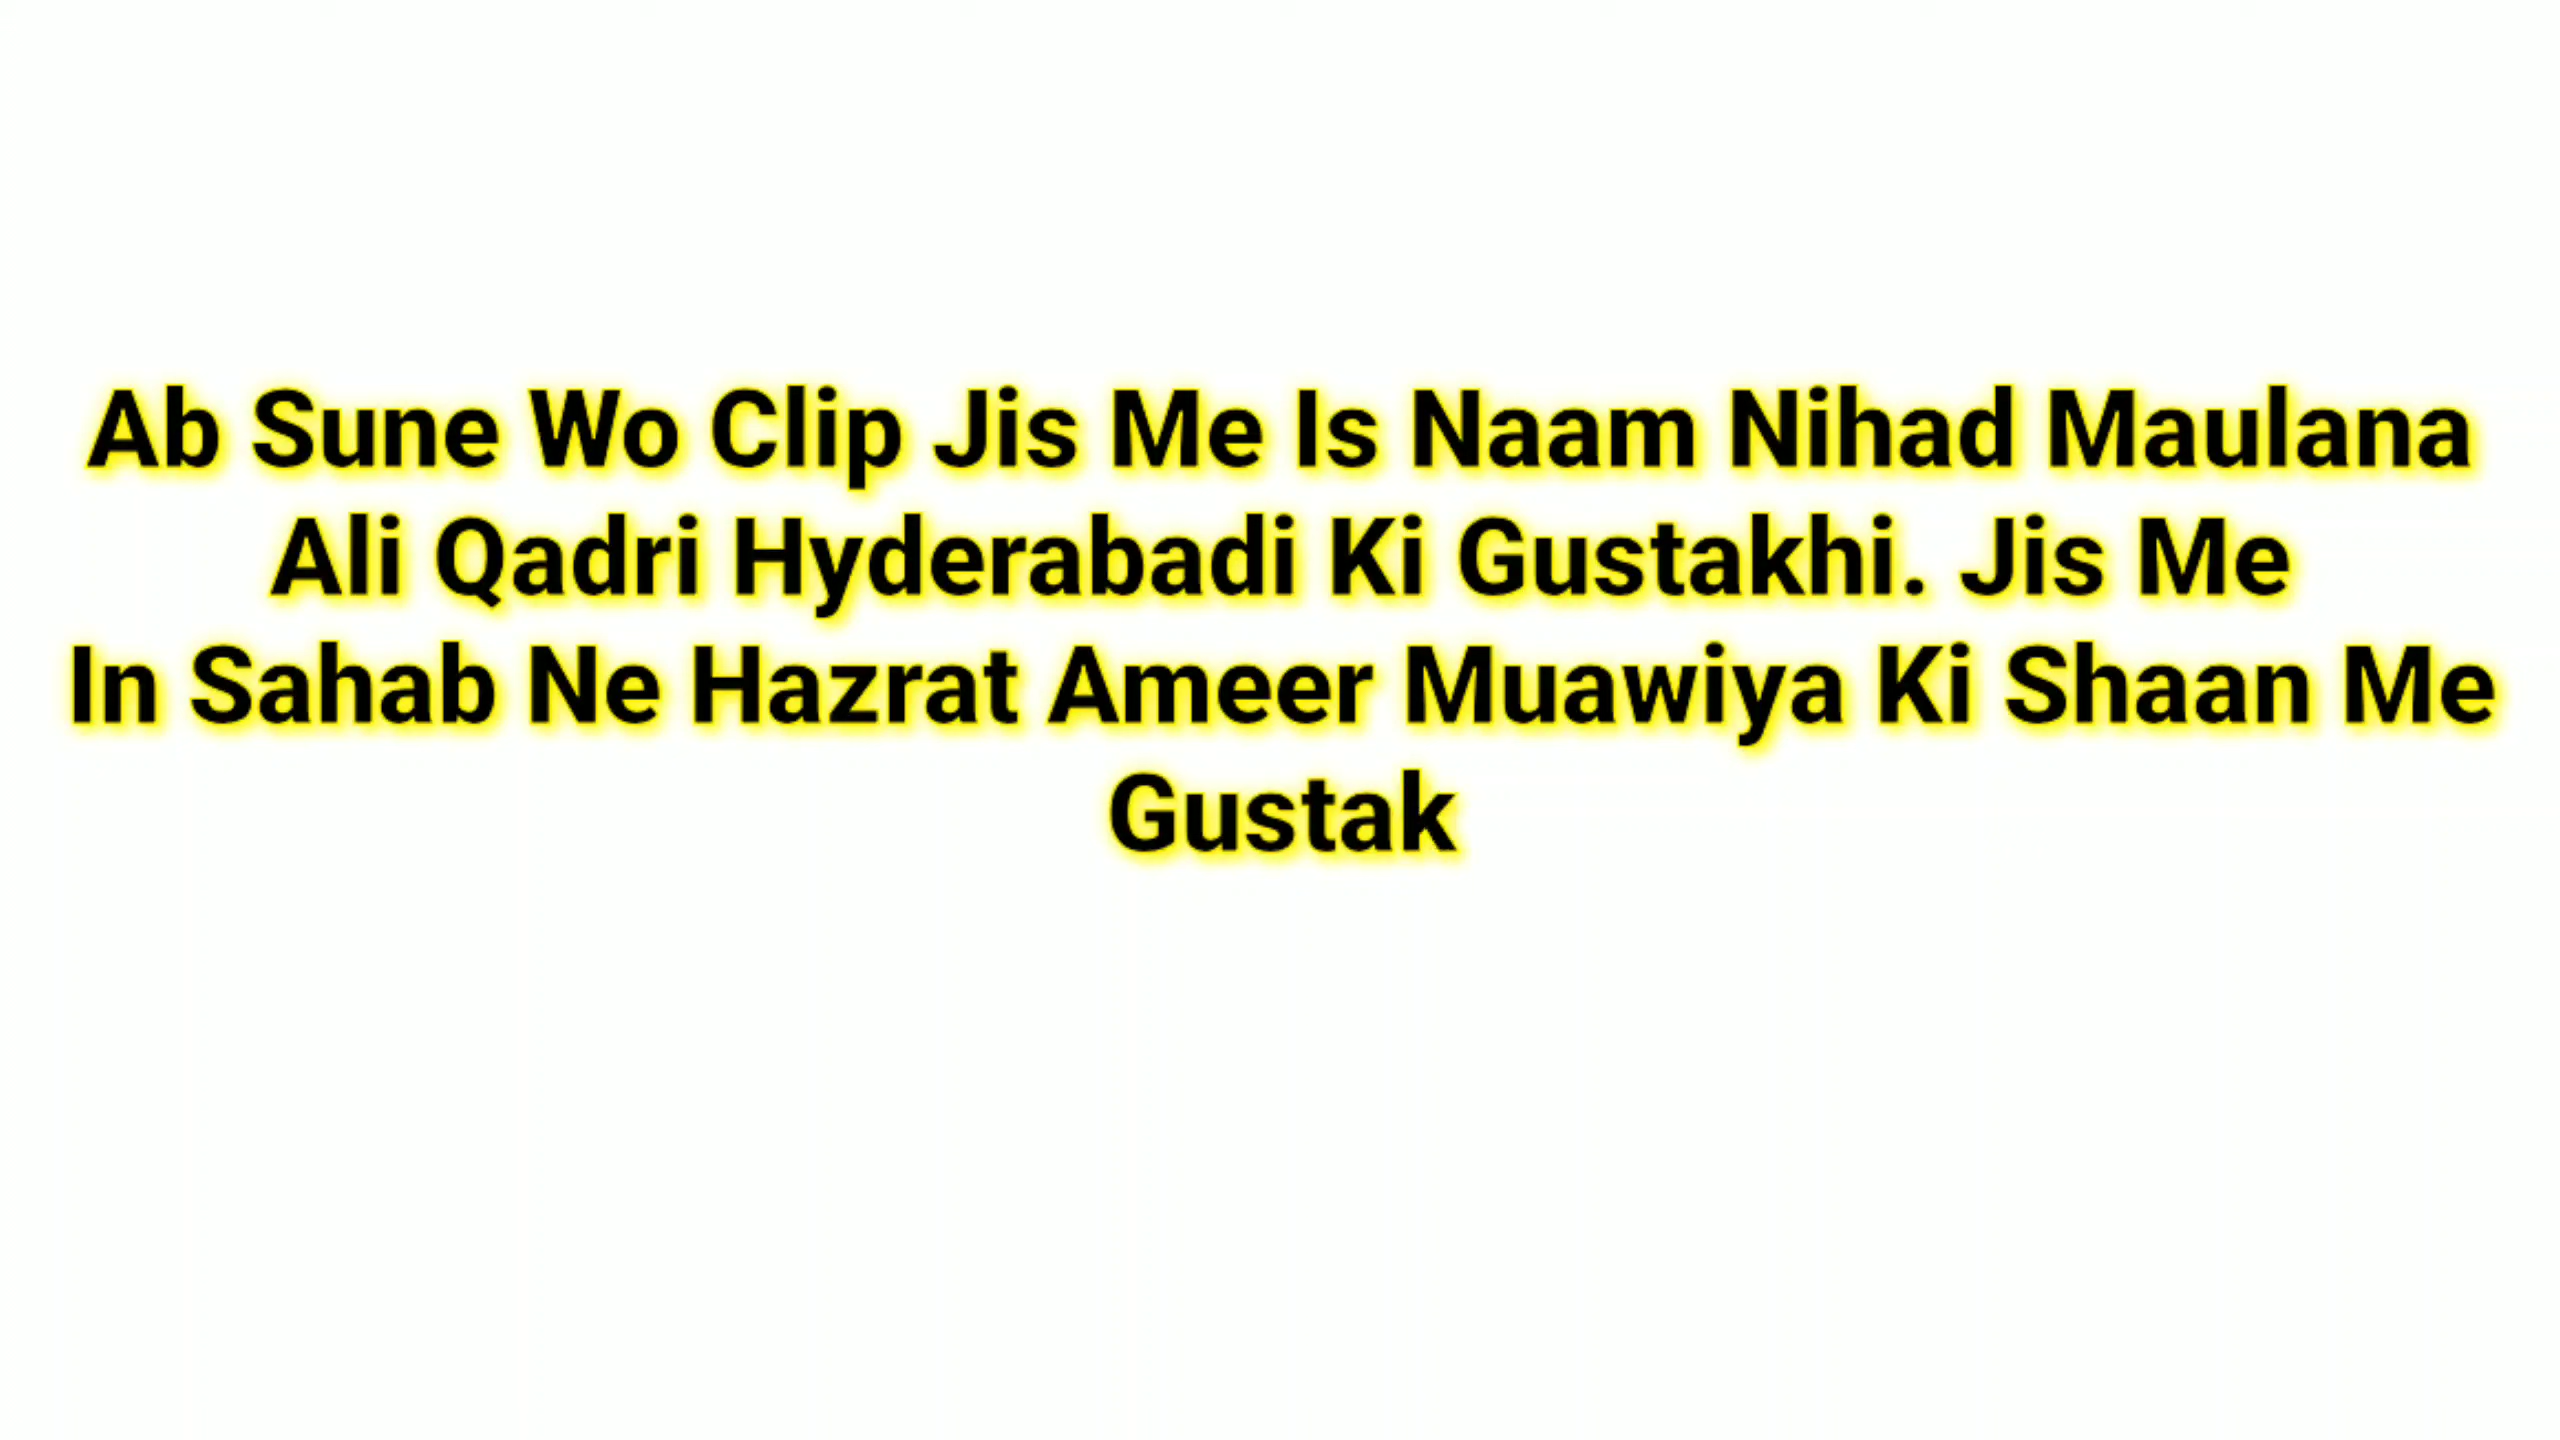 Ab Sune Wo Clip Jis Me Is Naam Nihad Maulana
Ali Qadri Hyderabadi Ki Gustakhi. Jis Me
In Sahab Ne Hazrat Ameer Muawiya Ki Shaan Me
Gustak